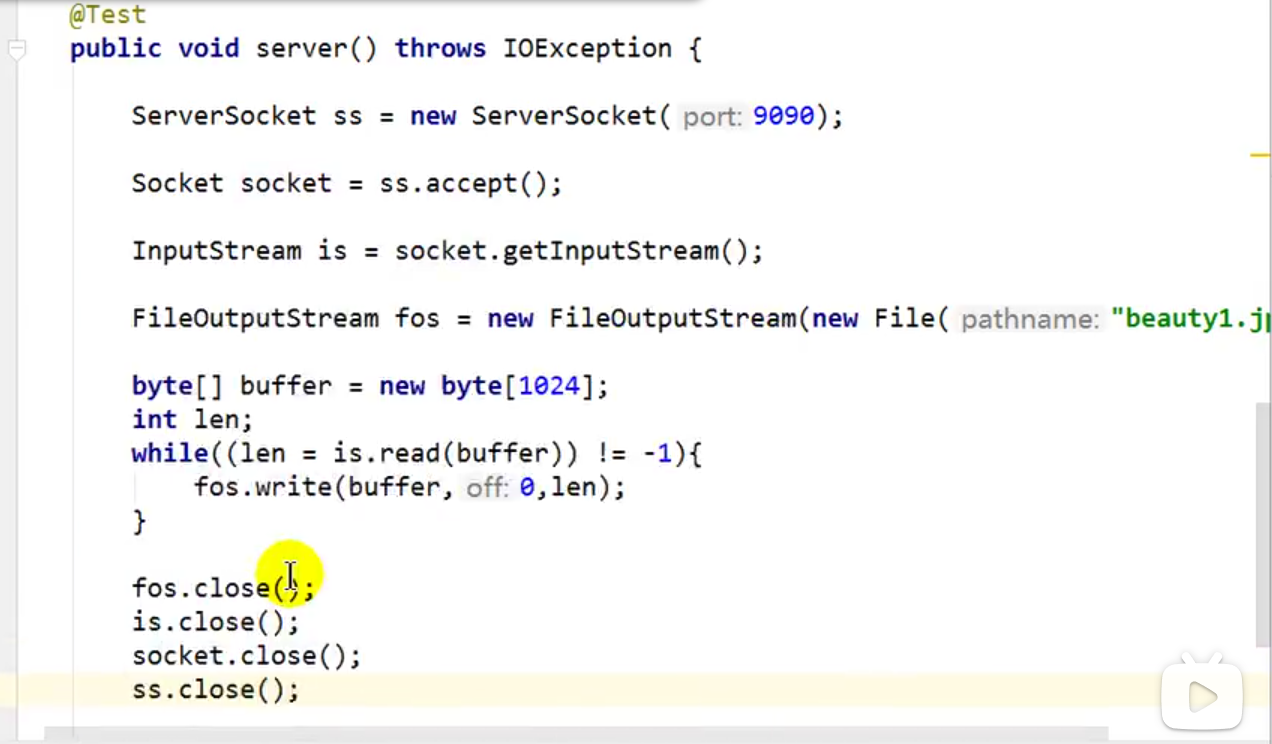 @Test
public void server() throws IOException {
ServerSocket ss = new ServerSocket( port: 9090);
Socket socket = ss.accept();
InputStream is = socket.getInputStream();
FileOutputStream fos = new FileOutputStream(new File( pathname: "beauty1.jp
byte[] buffer = new byte[1024];
int len;
while((len = is.read(buffer)) != -1){
fos.write(buffer, off: 0,len);
}
fos.close();
is.close();
socket.close();
ss.close();